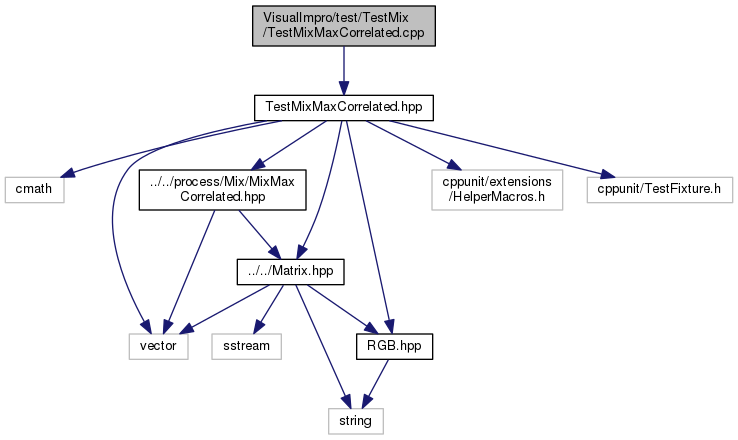 VisualImpro/test/TestMix
/TestMixMaxCorrelated.cpp
TestMixMaxCorrelated.hpp
cmath
../../process/Mix/MixMax
Correlated.hpp
cppunit/extensions
/HelperMacros.h
cppunit/TestFixture.h
../../Matrix.hpp
vector
sstream
RGB.hpp
string